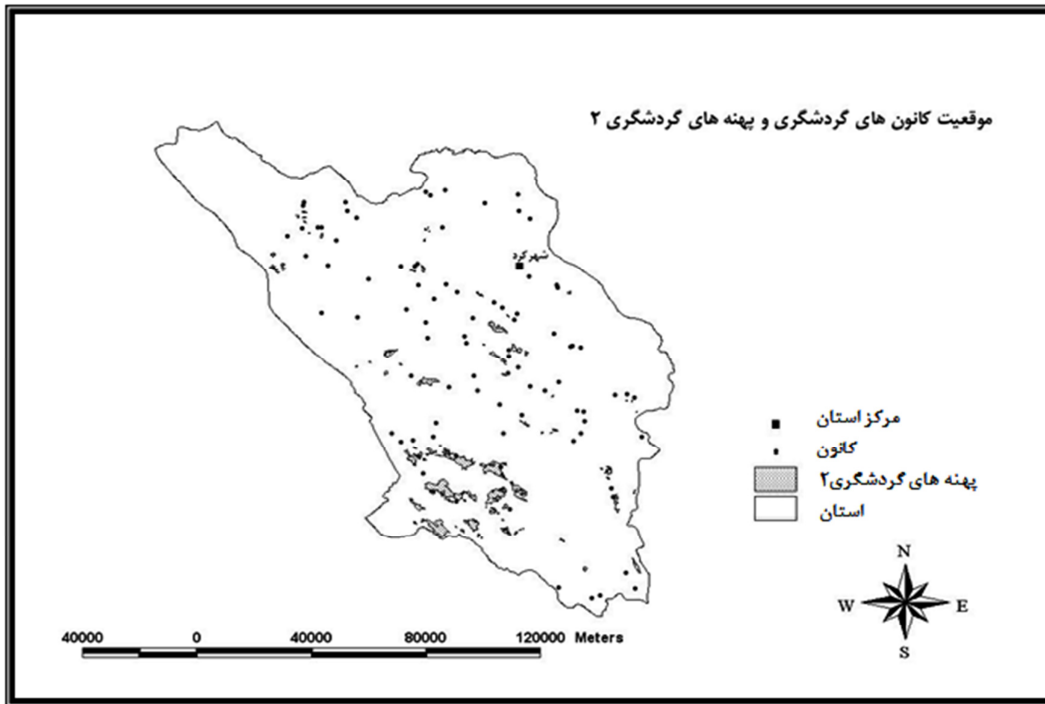 موقعیت کانون های گردشگری و پهنه های گردشگری ۲
شهرکرد
مرکز استان
کانون
پهنه های گردشگری۲
استان
N
W E
S
40000 0 40000 80000 120000 Meters